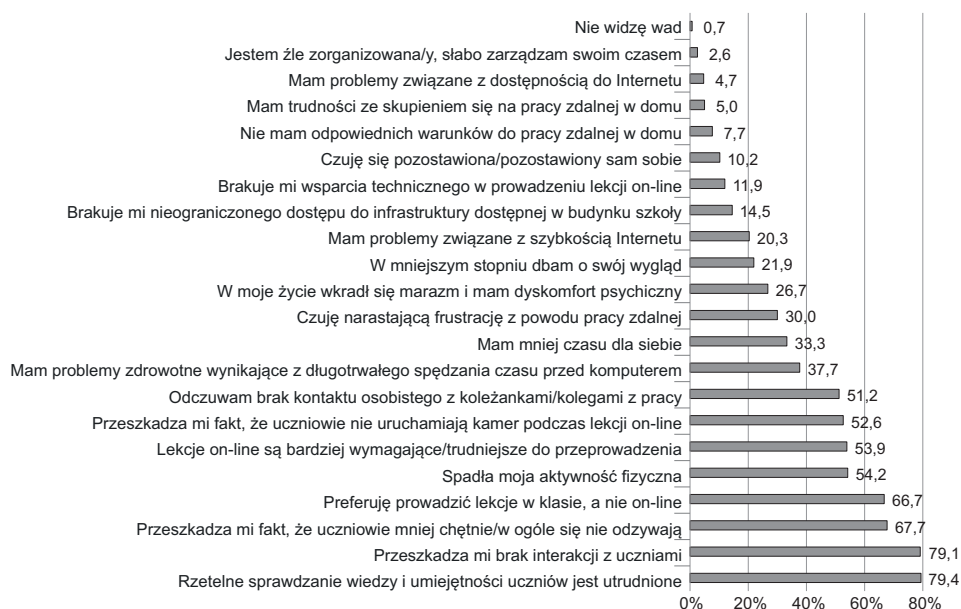 Nie widzę wad 0,7
Jestem źle zorganizowana/y, słabo zarządzam swoim czasem 2,6
Mam problemy związane z dostępnością do Internetu 4,7
Mam trudności ze skupieniem się na pracy zdalnej w domu 5,0
Nie mam odpowiednich warunków do pracy zdalnej w domu 7,7
Czuję się pozostawiona/pozostawiony sam sobie 10,2
Brakuje mi wsparcia technicznego w prowadzeniu lekcji on-line 11,9
Brakuje mi nieograniczonego dostępu do infrastruktury dostępnej w budynku szkoły 14,5
Mam problemy związane z szybkością Internetu 20,3
W mniejszym stopniu dbam o swój wygląd 21,9
W moje życie wkradł się marazm i mam dyskomfort psychiczny 26,7
Czuję narastającą frustrację z powodu pracy zdalnej 30,0
Mam mniej czasu dla siebie 33,3
Mam problemy zdrowotne wynikające z długotrwałego spędzania czasu przed komputerem 37,7
Odczuwam brak kontaktu osobistego z koleżankami/kolegami z pracy 51,2
Przeszkadza mi fakt, że uczniowie nie uruchamiają kamer podczas lekcji on-line 52,6
Lekcje on-line są bardziej wymagające/trudniejsze do przeprowadzenia 53,9
Spadła moja aktywność fizyczna 54,2
Preferuję prowadzić lekcje w klasie, a nie on-line 66,7
Przeszkadza mi fakt, że uczniowie mniej chętnie/w ogóle się nie odzywają 67,7
Przeszkadza mi brak interakcji z uczniami 79,1
Rzetelne sprawdzanie wiedzy i umiejętności uczniów jest utrudnione 79,4
0% 20% 40% 60% 80%